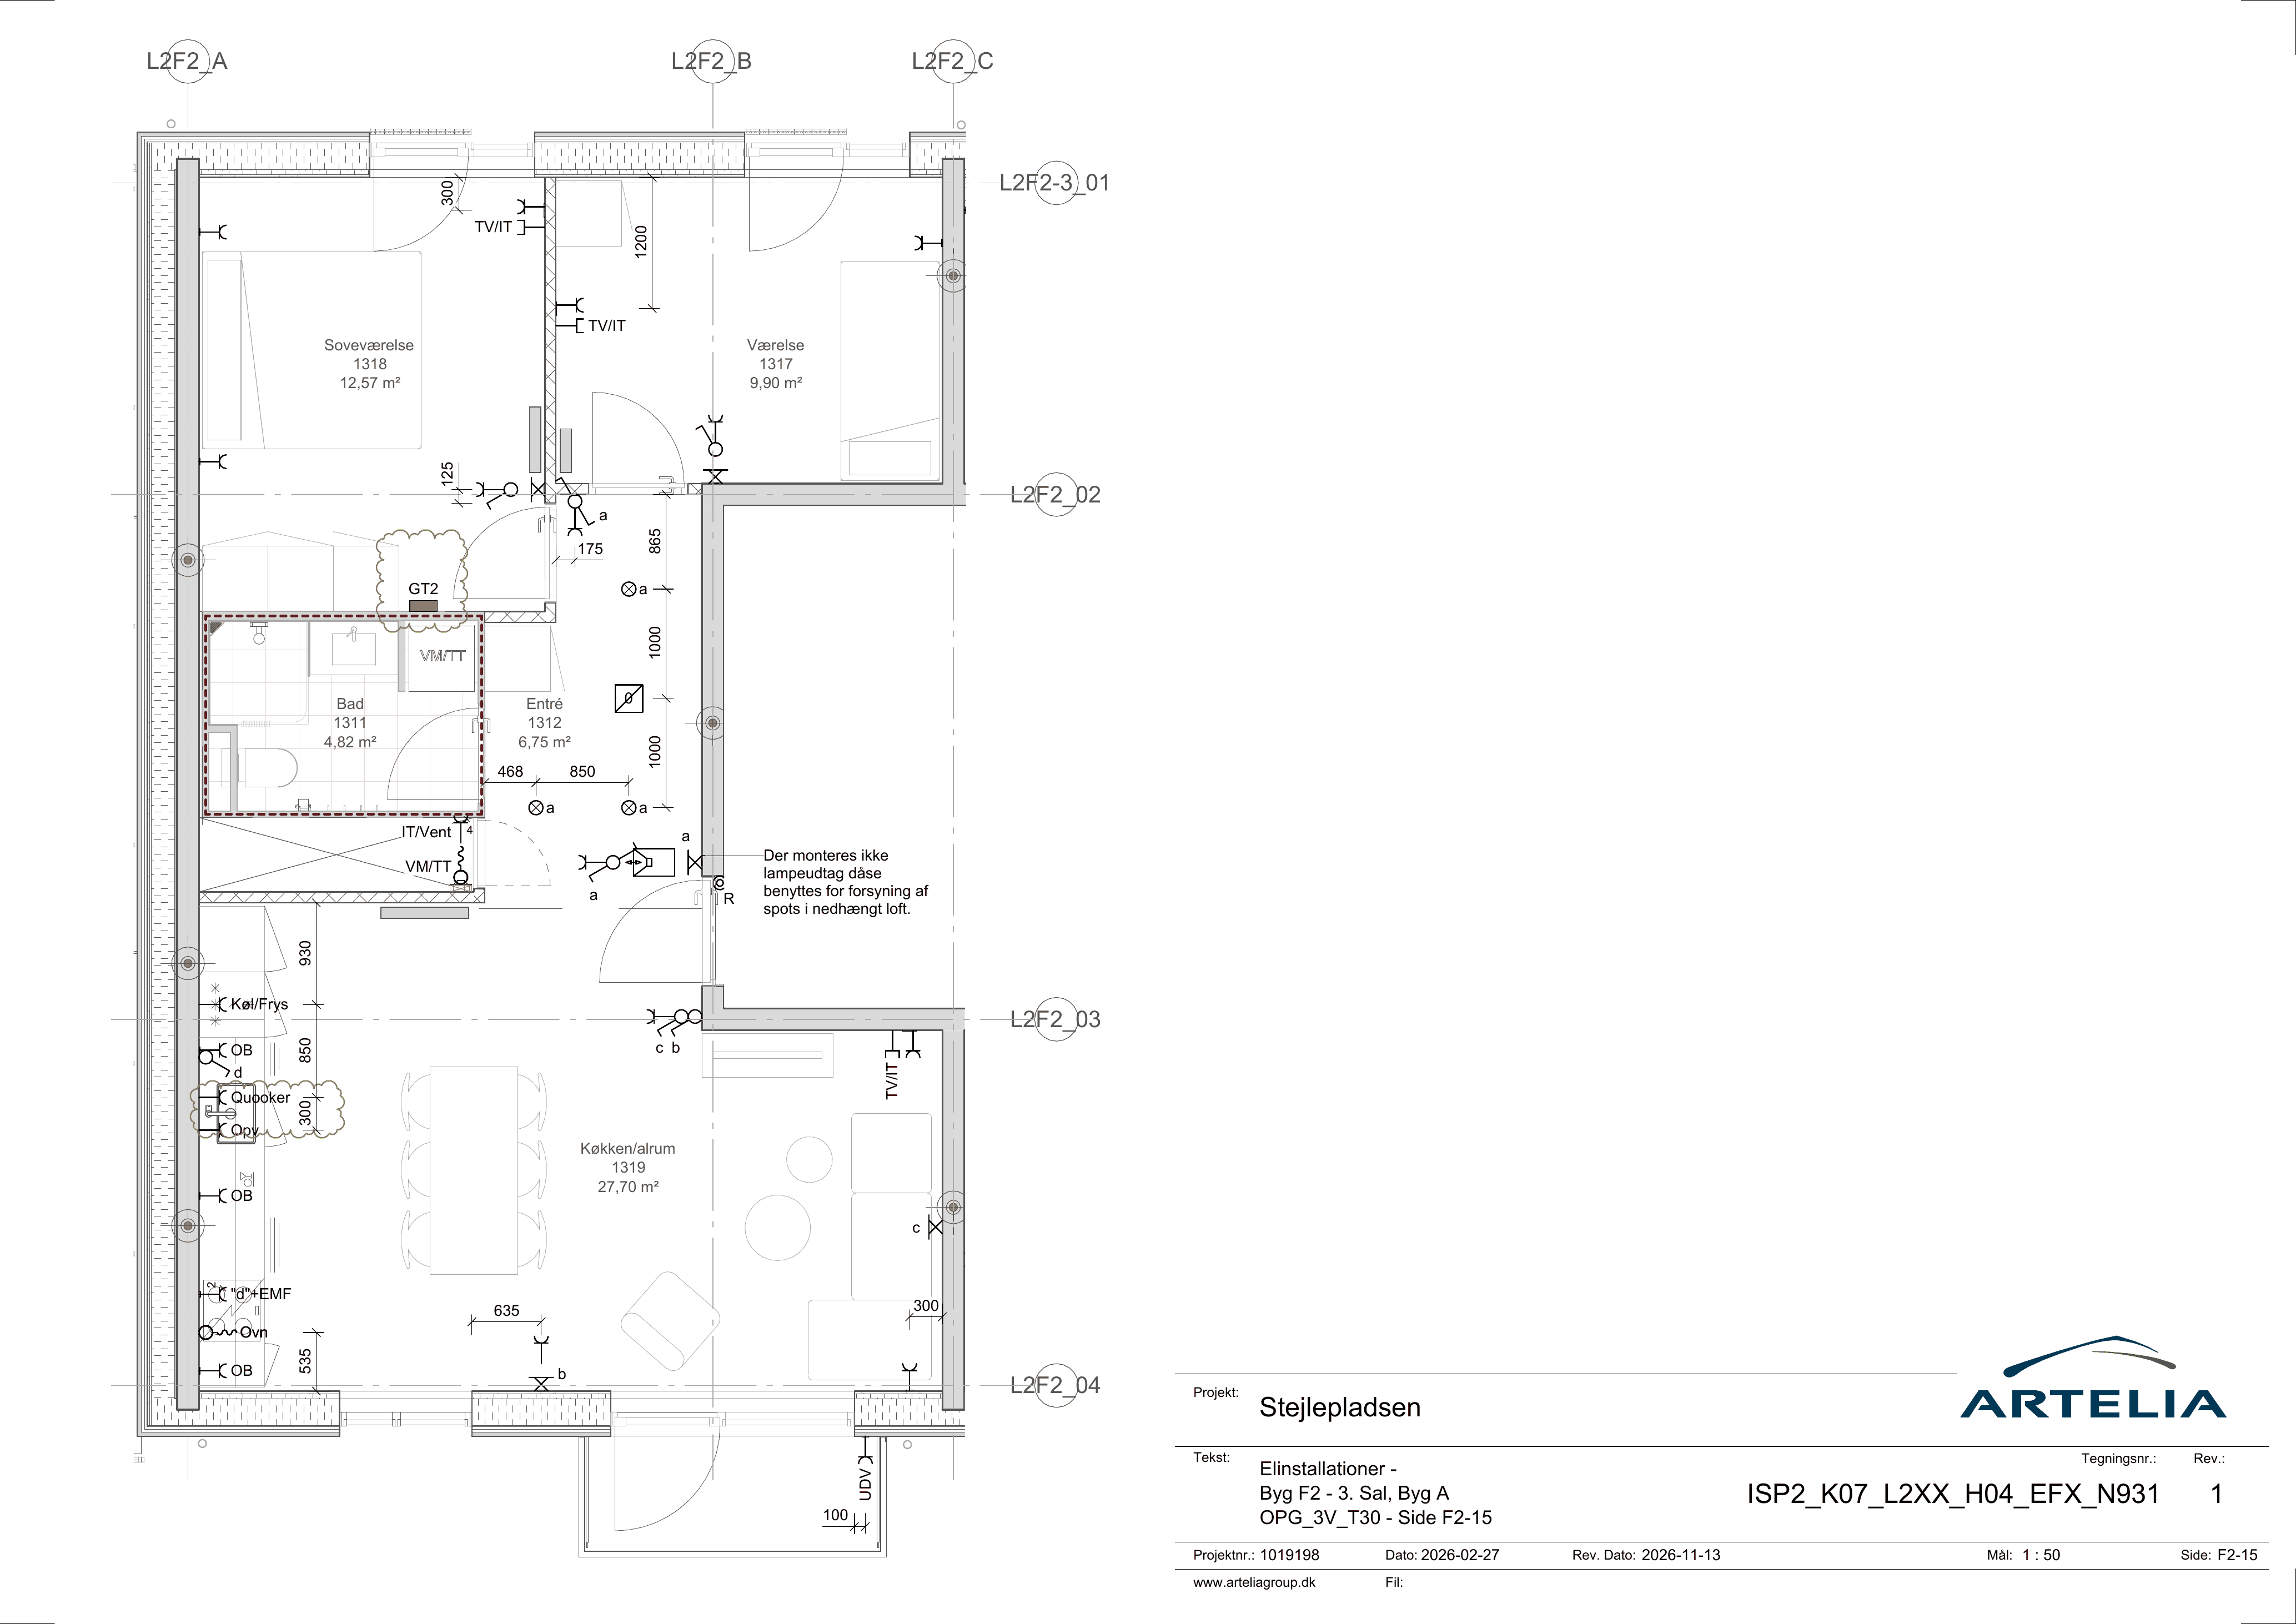 L2F2_A
L2F2_B
L2F2_C
L2F2-3_01
300
TV/IT
1200
TV/IT
Soveværelse
1318
12,57 m²
Værelse
1317
9,90 m²
125
L2F2_02
a
175
865
GT2
a
1000
VM/TT
Bad
1311
4,82 m²
Entré
1312
6,75 m²
0
1000
468
850
a
a
IT/Vent
4
VM/TT
a
a
Der monteres ikke
lampeudtag dåse
benyttes for forsyning af
spots i nedhængt loft.
R
930
Køl/Frys
L2F2_03
c b
850
OB
d
TV/IT
Quooker
300
Opv
Køkken/alrum
1319
27,70 m²
OB
c
2
"d"+EMF
635
300
Ovn
535
OB
b
L2F2_04
UDV
100
ARTELIA
Projekt:
Stejlepladsen
Tekst:
Elinstallationer -
Byg F2 - 3. Sal, Byg A
OPG_3V_T30 - Side F2-15
Tegningsnr.:
Rev.:
ISP2_K07_L2XX_H04_EFX_N931
1
Projektnr.: 1019198
Dato: 2026-02-27
Rev. Dato: 2026-11-13
Mål: 1 : 50
Side: F2-15
www.arteliagroup.dk
Fil: